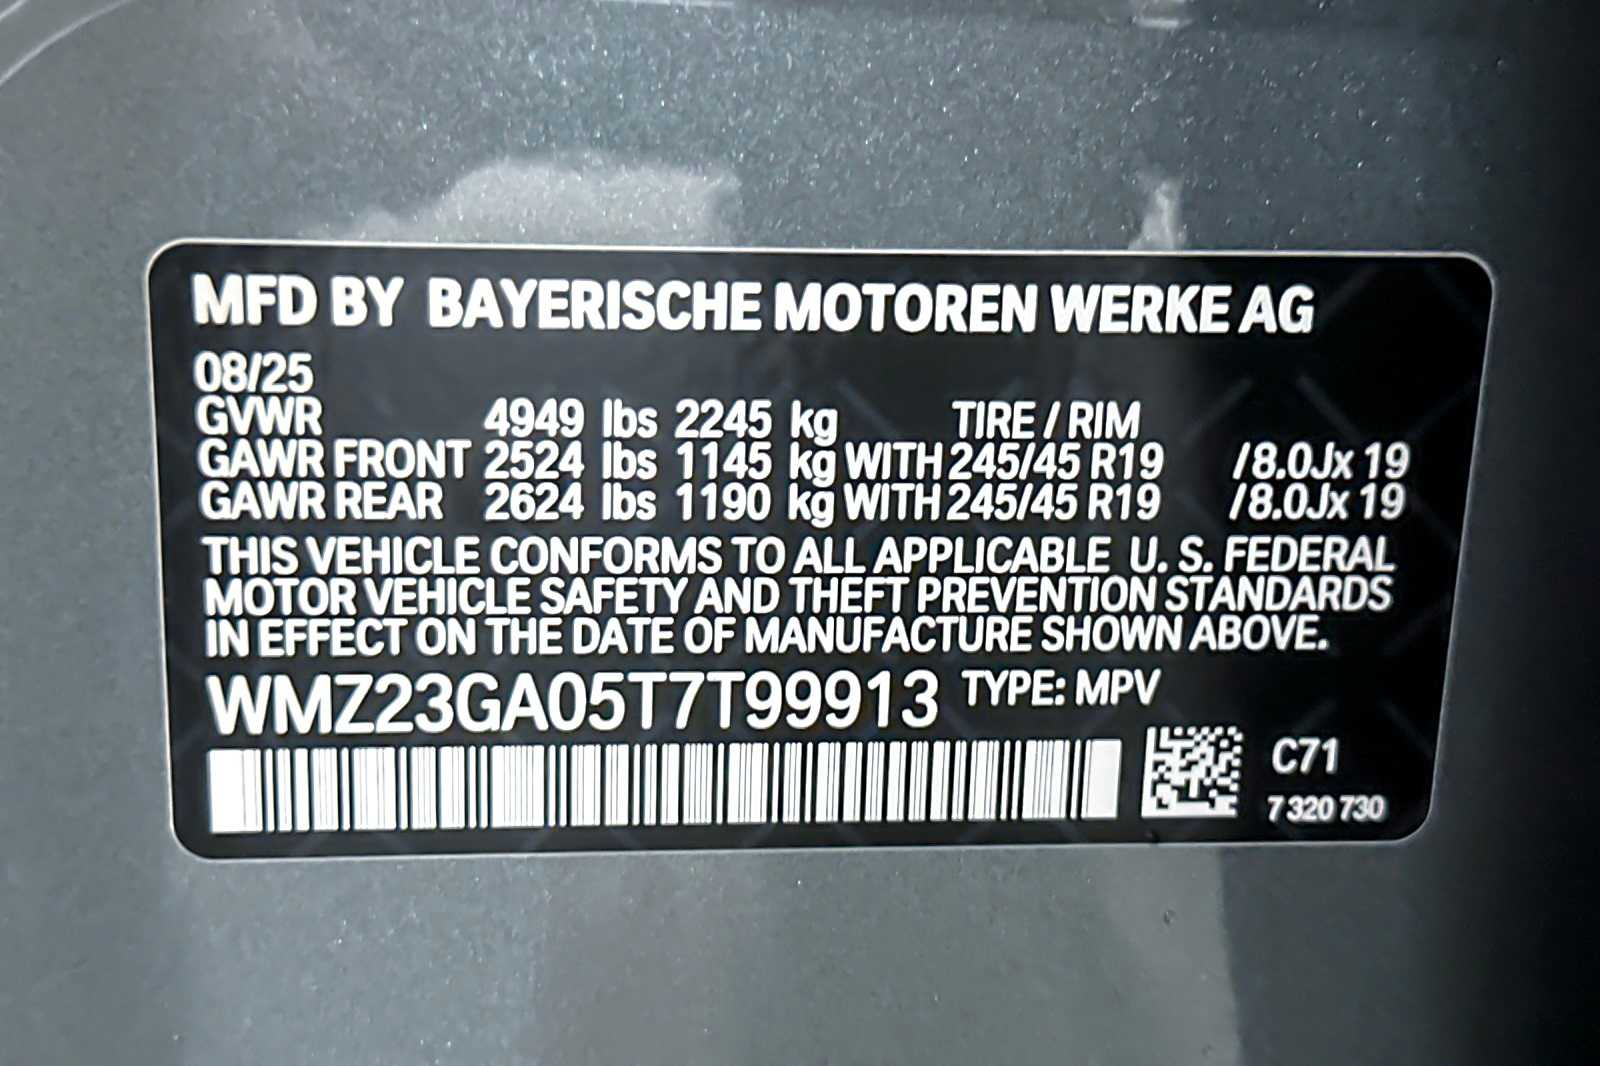 MFD BY BAYERISCHE MOTOREN WERKE AG
08/25
GVWR 4949 lbs 2245 kg TIRE / RIM
GAWR FRONT 2524 lbs 1145 kg WITH 245/45 R19 /8.0Jx 19
GAWR REAR 2624 lbs 1190 kg WITH 245/45 R19 /8.0Jx 19
THIS VEHICLE CONFORMS TO ALL APPLICABLE U. S. FEDERAL
MOTOR VEHICLE SAFETY AND THEFT PREVENTION STANDARDS
IN EFFECT ON THE DATE OF MANUFACTURE SHOWN ABOVE.
WMZ23GA05T7T99913 TYPE: MPV
C71
7 320 730